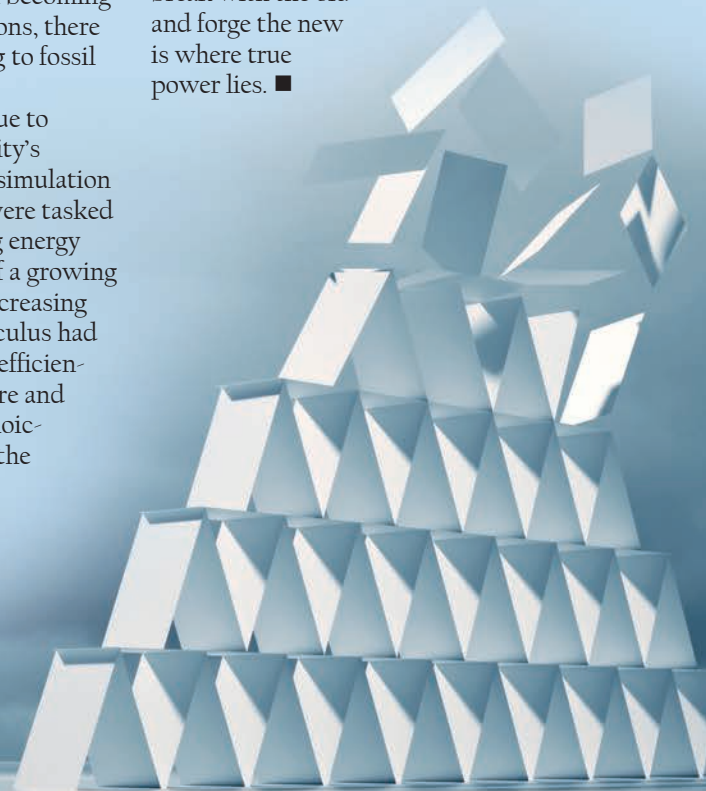 becoming
ons, there
g to fossil
ue to
ity's
simulation
were tasked
g energy
f a growing
creasing
culus had
efficien-
re and
oic-
the
and forge the new
is where true
power lies. ■